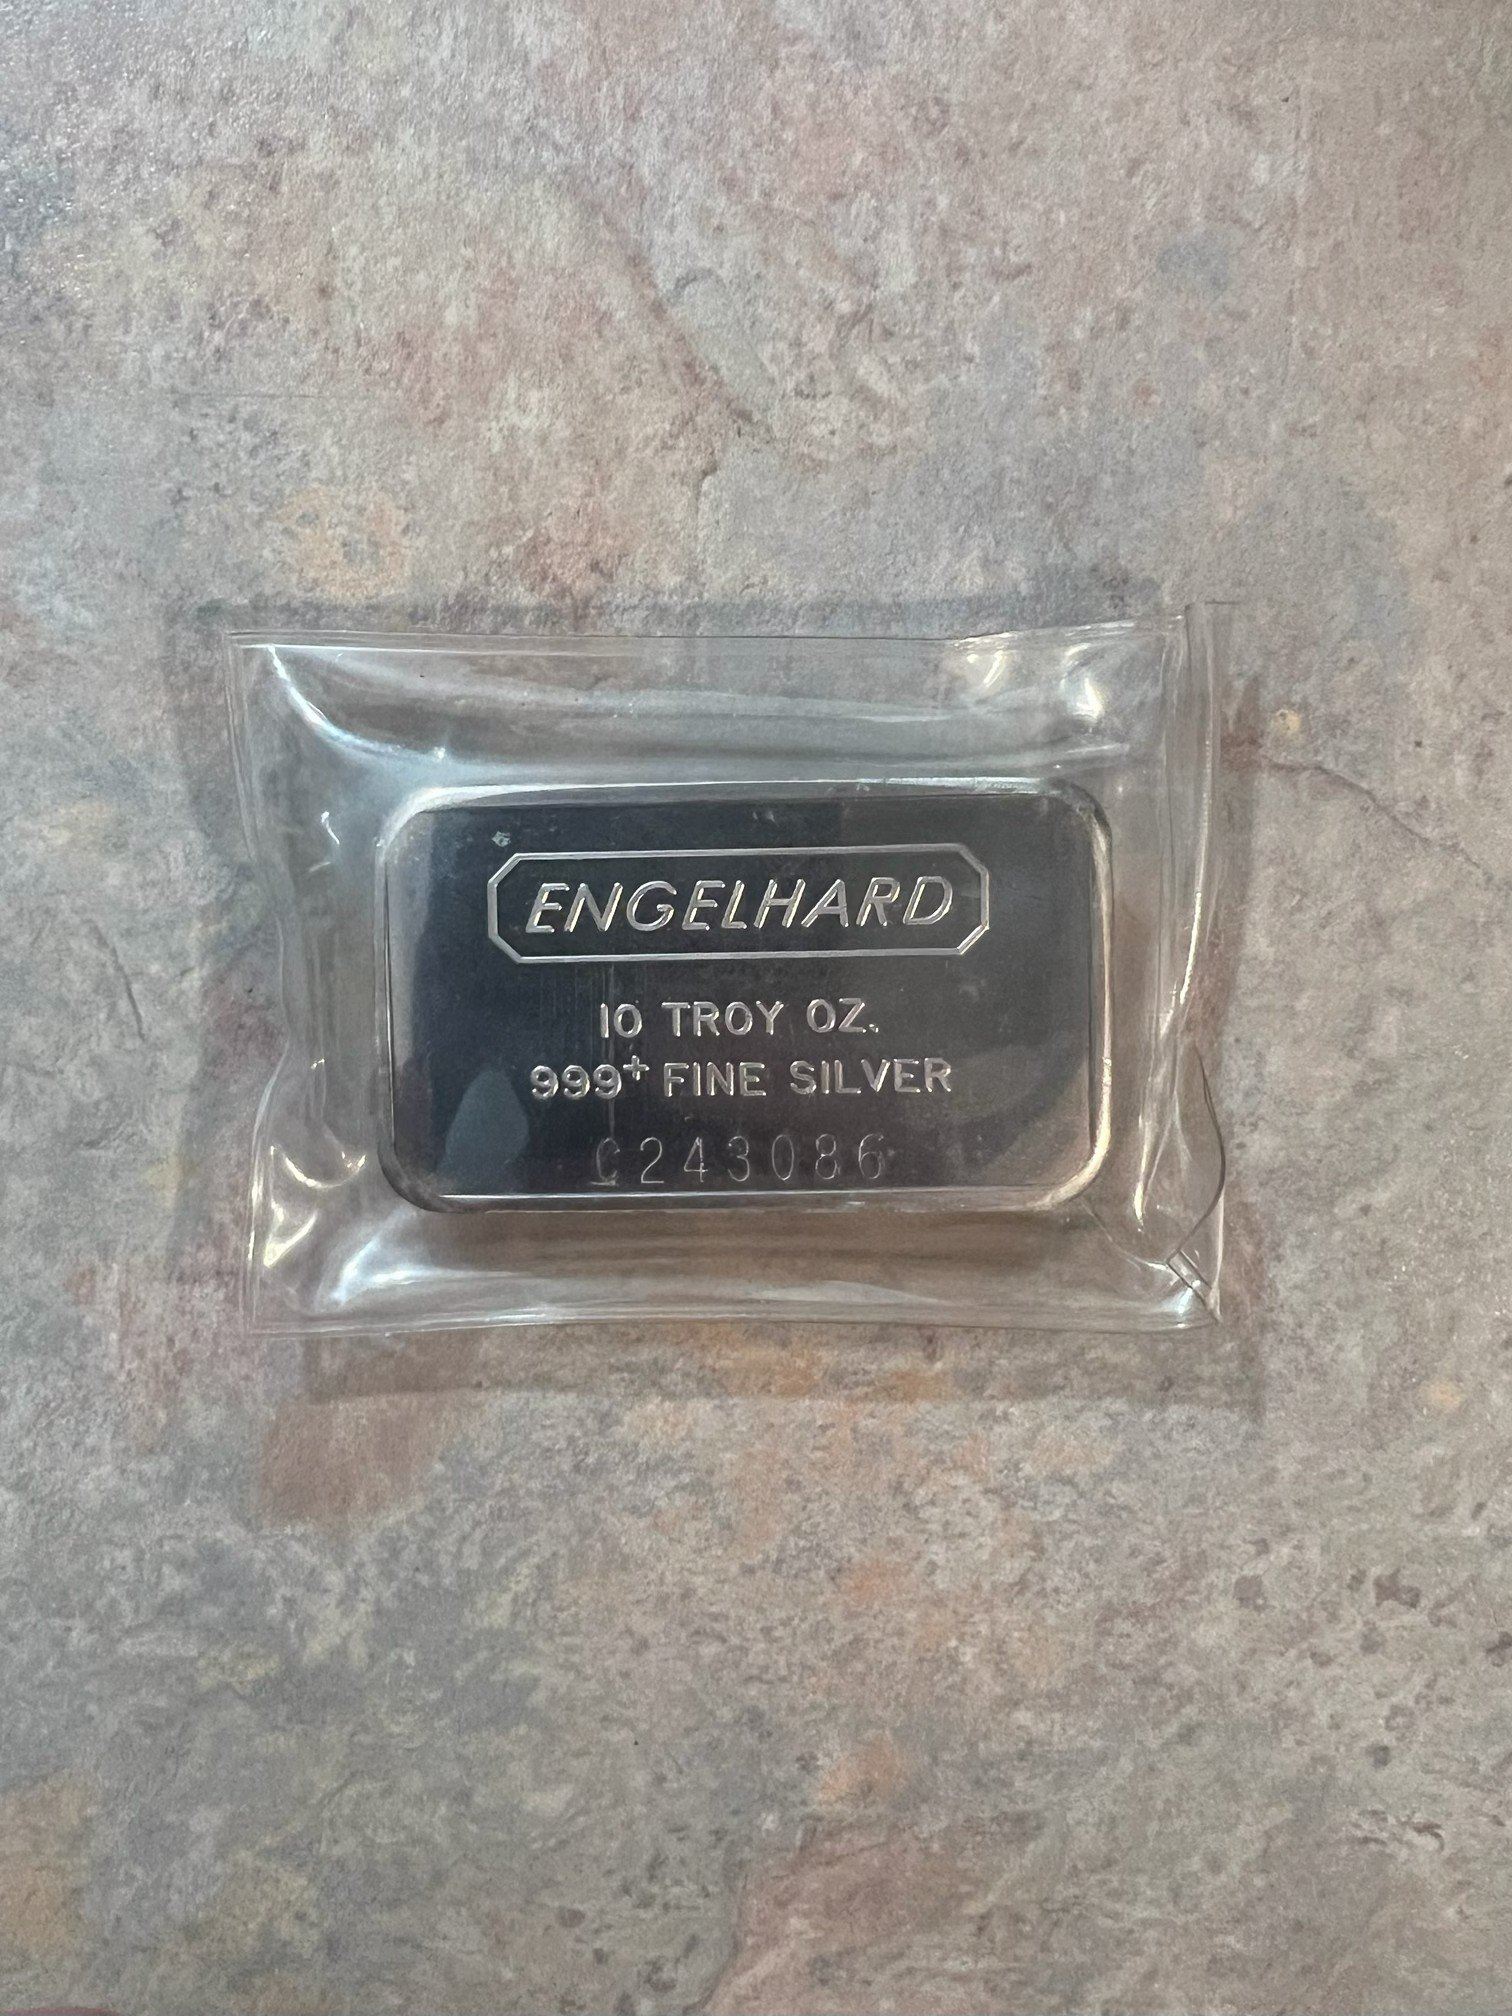 ENGELHARD
10 TROY OZ.
999+ FINE SILVER
C243086